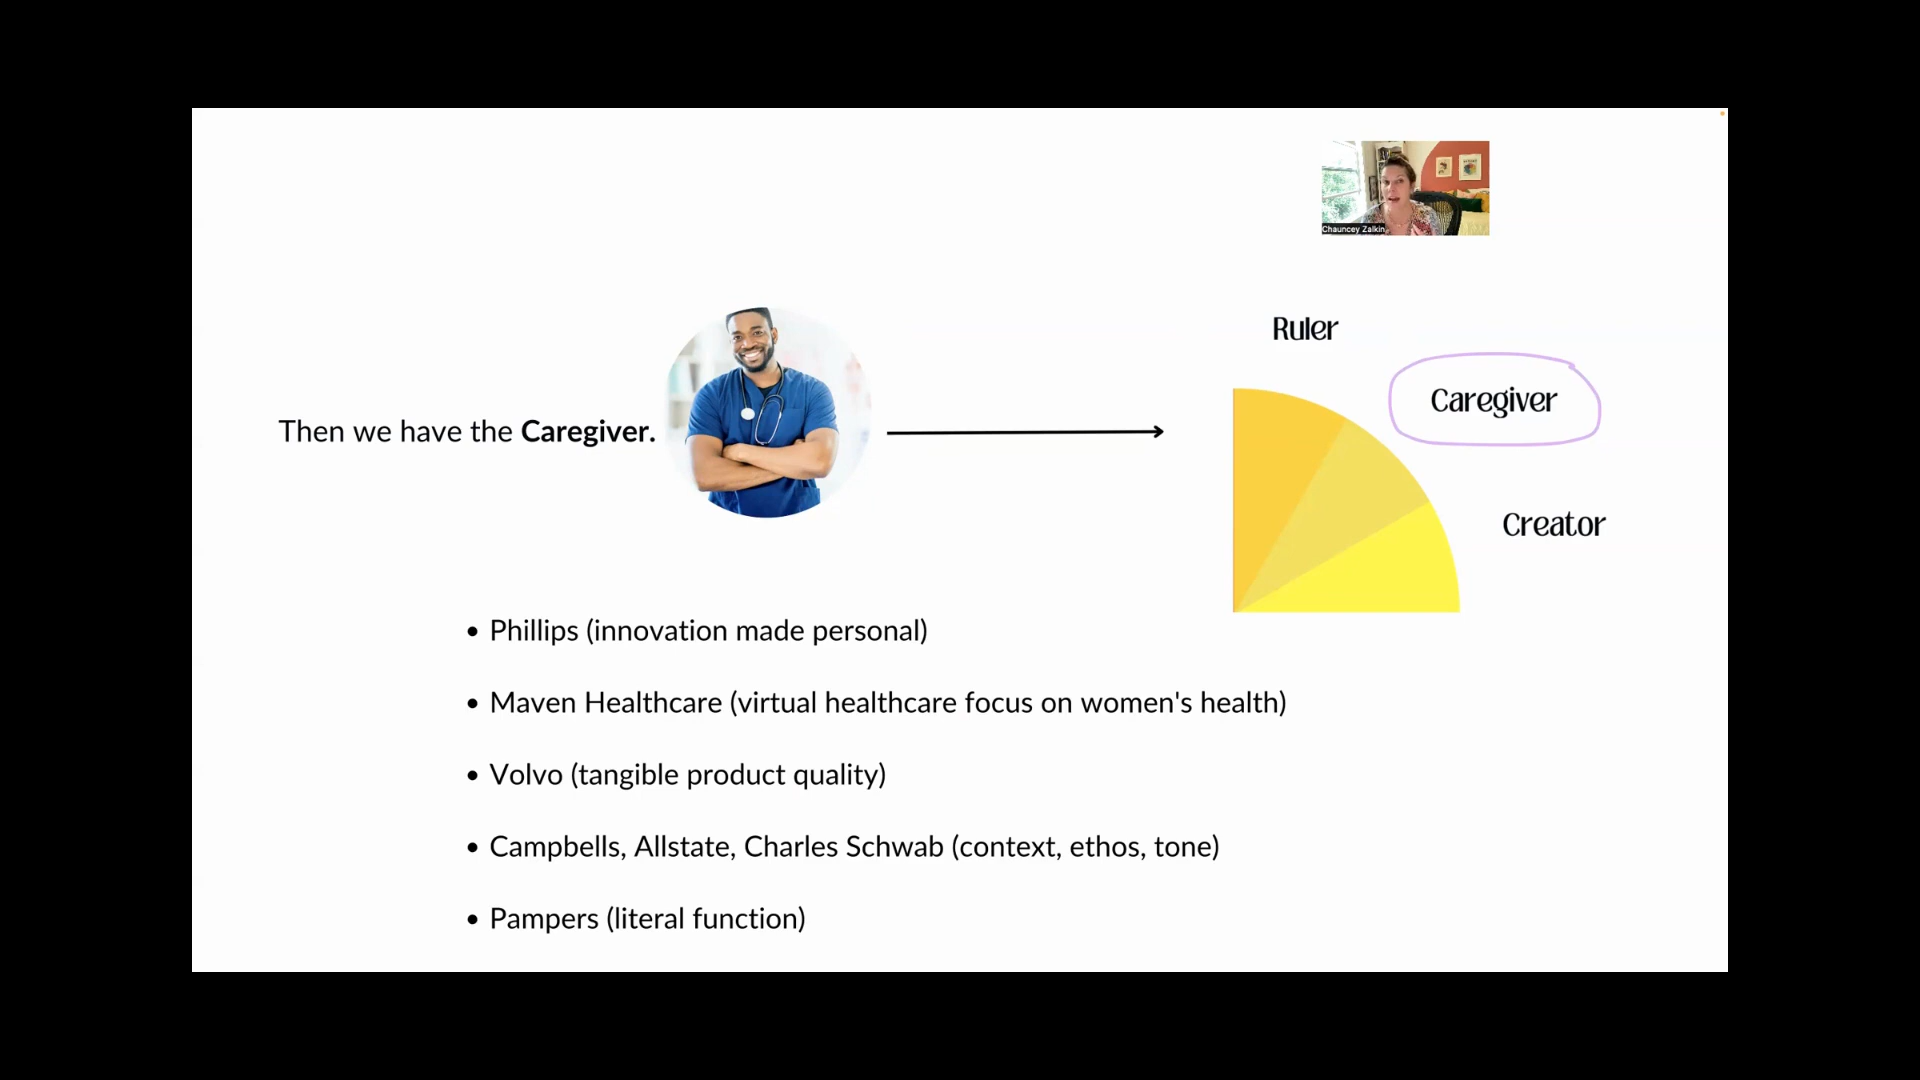 Chauncey Zalkin
Ruler
Caregiver
Then we have the Caregiver.
Creator
• Phillips (innovation made personal)
• Maven Healthcare (virtual healthcare focus on women's health)
• Volvo (tangible product quality)
• Campbells, Allstate, Charles Schwab (context, ethos, tone)
• Pampers (literal function)